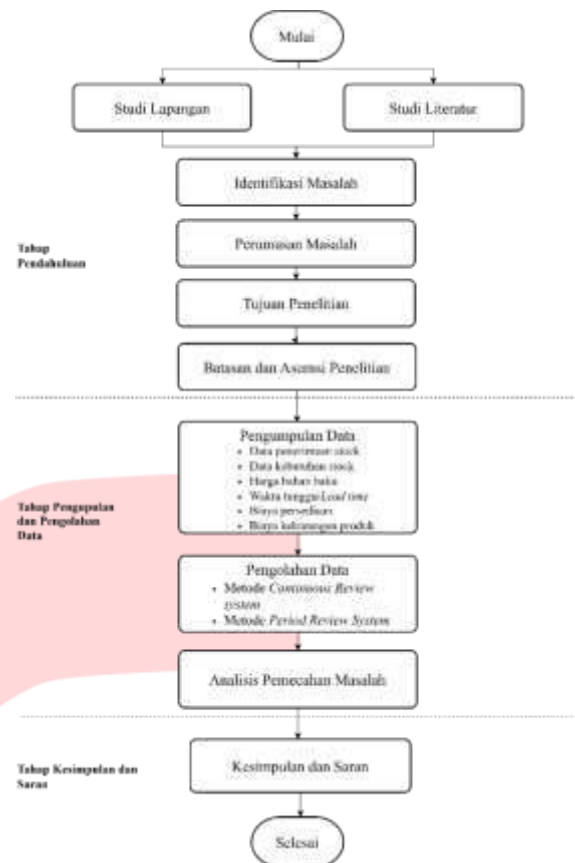 Mulai
Studi Lapangan
Studi Literatur
Identifikasi Masalah
Perumusan Masalah
Tahap
Pendahuluan
Tujuan Penelitian
Batasan dan Asumsi Penelitian
Pengumpulan Data
• Data penerimaan stock
• Data kebutuhan stock
• Harga bahan baku
• Waktu tunggu/Lead time
• Biaya persediaan
• Biaya kekurangan produk
Tahap Pengupulan
dan Pengolahan
Data
Pengolahan Data
• Metode Continuous Review
system
• Metode Period Review System
Analisis Pemecahan Masalah
Tahap Kesimpulan dan
Saran
Kesimpulan dan Saran
Selesai